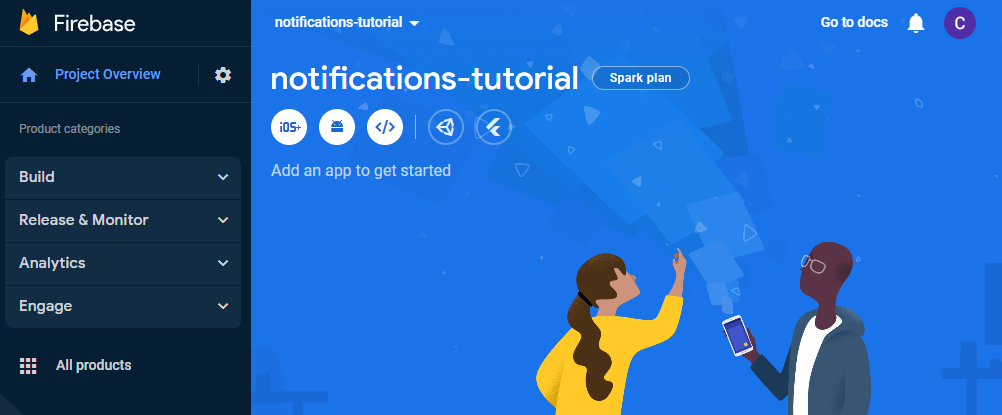 Firebase
Project Overview
Product categories
Build
Release & Monitor
Analytics
Engage
All products
notifications-tutorial
Go to docs
C
notifications-tutorial
Spark plan
iOS+
</>
Add an app to get started